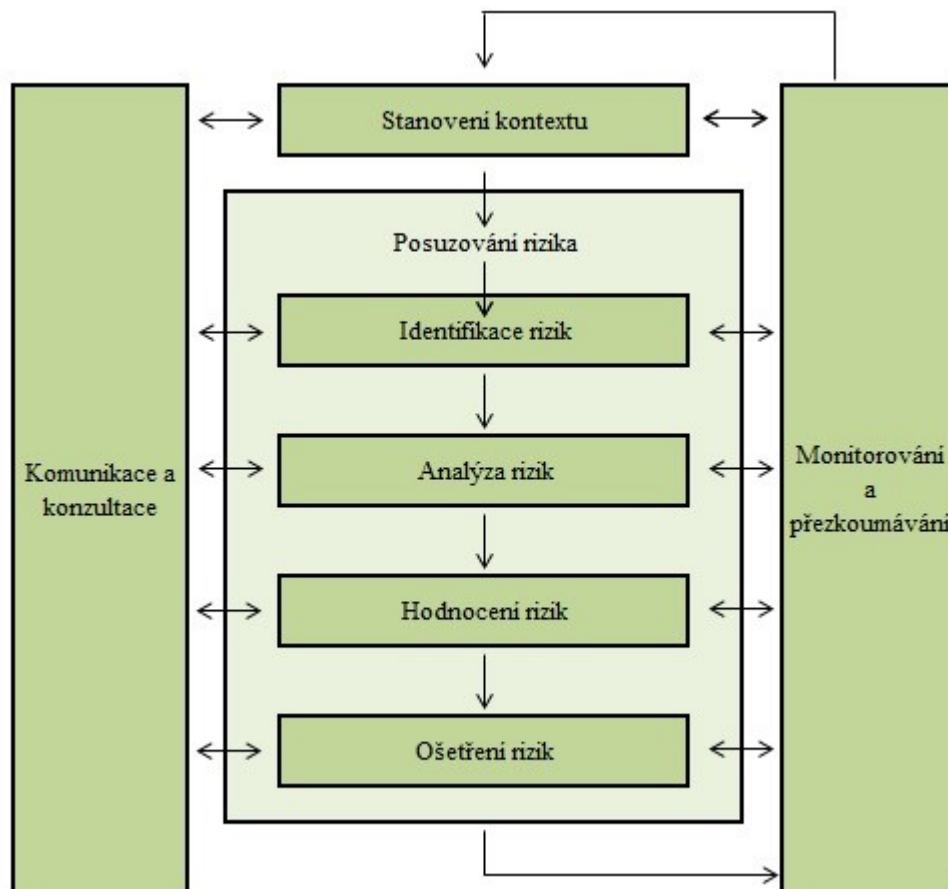 Stanovení kontextu
Posuzování rizika
Identifikace rizik
Komunikace a
konzultace
Analýza rizik
Monitorování
a
přezkoumávání
Hodnocení rizik
Ošetření rizik